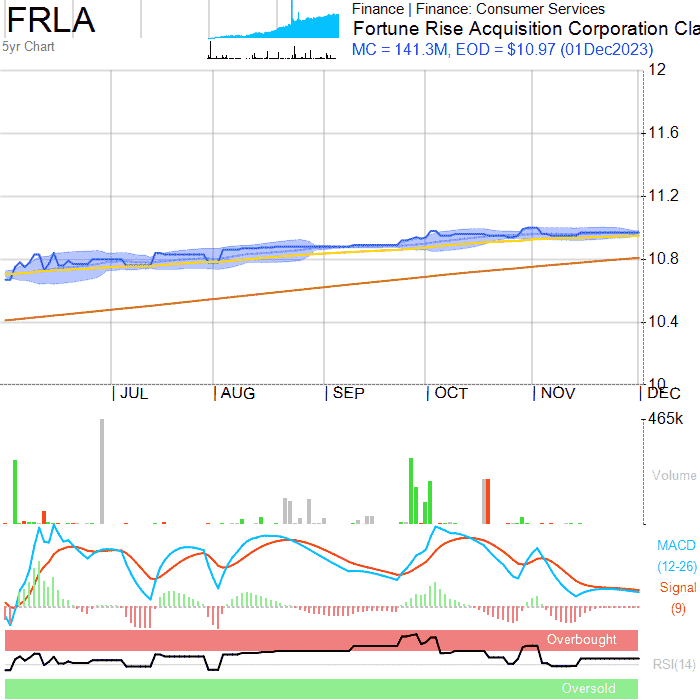 FRLA
5yr Chart
Finance | Finance: Consumer Services
Fortune Rise Acquisition Corporation Cla
MC = 141.3M, EOD = $10.97 (01Dec2023)
12
11.6
11.2
10.8
10.4
10
JUL
AUG
SEP
OCT
NOV
DEC
465k
Volume
MACD
(12-26)
Signal
(9)
Overbought
RSI(14)
Oversold